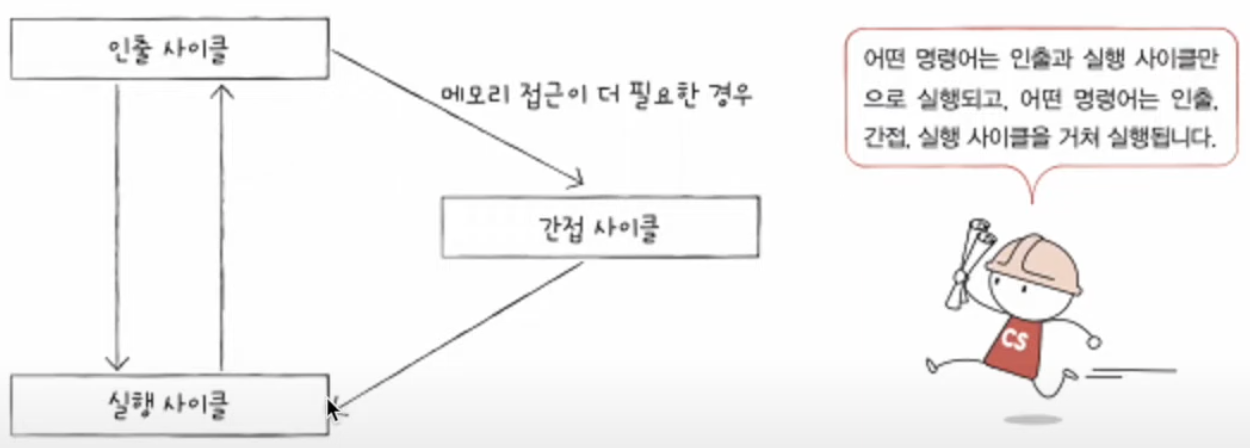 인출 사이클
메모리 접근이 더 필요한 경우
간접 사이클
실행 사이클
어떤 명령어는 인출과 실행 사이클만
으로 실행되고, 어떤 명령어는 인출,
간접, 실행 사이클을 거쳐 실행됩니다.
CS